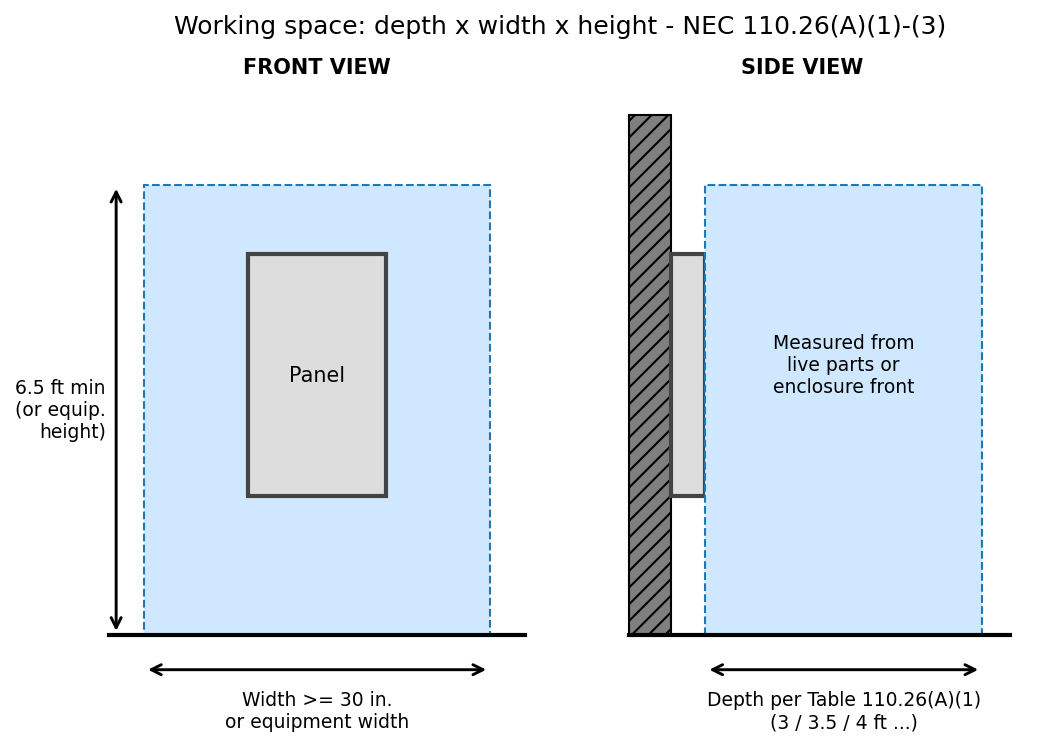 Working space: depth x width x height - NEC 110.26(A)(1)-(3)
FRONT VIEW
SIDE VIEW
Panel
6.5 ft min
(or equip.
height)
Measured from
live parts or
enclosure front
Width >= 30 in.
or equipment width
Depth per Table 110.26(A)(1)
(3 / 3.5 / 4 ft ...)